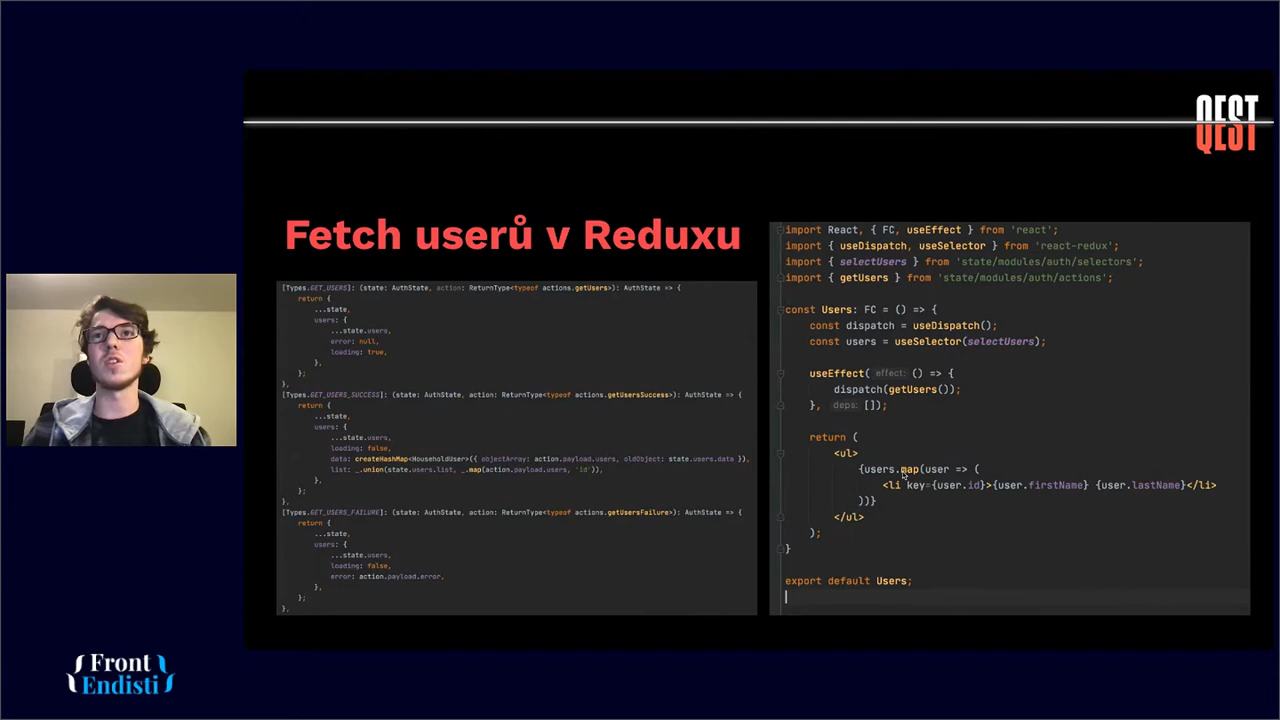 QEST
Fetch userů v Reduxu
[Types.GET_USERS]: (state: AuthState, action: ReturnType<typeof actions.getUsers>): AuthState => {
return {
...state,
users: {
...state.users,
error: null,
loading: true,
},
};
},
[Types.GET_USERS_SUCCESS]: (state: AuthState, action: ReturnType<typeof actions.getUsersSuccess>): AuthState => {
return {
...state,
users: {
...state.users,
loading: false,
data: createHashMap<HouseholdUser>({ objectArray: action.payload.users, oldObject: state.users.data }),
list: _.union(state.users.list, _.map(action.payload.users, 'id')),
},
};
},
[Types.GET_USERS_FAILURE]: (state: AuthState, action: ReturnType<typeof actions.getUsersFailure>): AuthState => {
return {
...state,
users: {
...state.users,
loading: false,
error: action.payload.error,
},
};
},
import React, { FC, useEffect } from 'react';
import { useDispatch, useSelector } from 'react-redux';
import { selectUsers } from 'state/modules/auth/selectors';
import { getUsers } from 'state/modules/auth/actions';
const Users: FC = () => {
const dispatch = useDispatch();
const users = useSelector(selectUsers);
useEffect( effect: () => {
dispatch(getUsers());
}, deps: []);
return (
<ul>
{users.map(user => (
<li key={user.id}>{user.firstName} {user.lastName}</li>
))}
</ul>
);
}
export default Users;
{Front
Endisti}